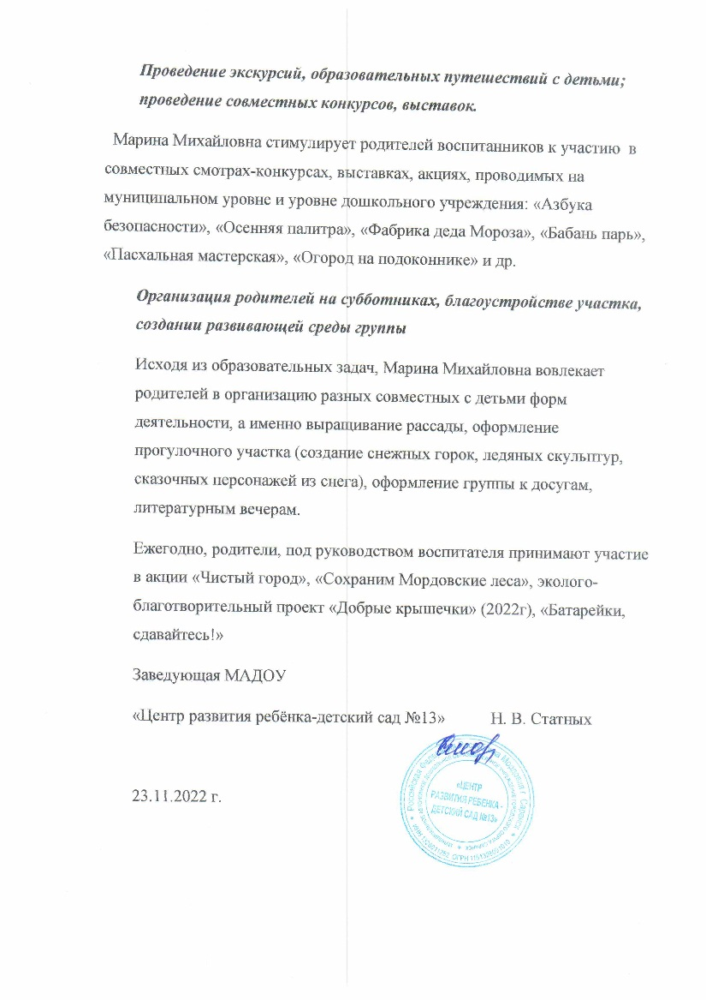 Проведение экскурсий, образовательных путешествий с детьми;
проведение совместных конкурсов, выставок.
Марина Михайловна стимулирует родителей воспитанников к участию в
совместных смотрах-конкурсах, выставках, акциях, проводимых на
муниципальном уровне и уровне дошкольного учреждения: «Азбука
безопасности», «Осенняя палитра», «Фабрика деда Мороза», «Бабань парь»,
«Пасхальная мастерская», «Огород на подоконнике» и др.
Организация родителей на субботниках, благоустройстве участка,
создании развивающей среды группы
Исходя из образовательных задач, Марина Михайловна вовлекает
родителей в организацию разных совместных с детьми форм
деятельности, а именно выращивание рассады, оформление
прогулочного участка (создание снежных горок, ледяных скульптур,
сказочных персонажей из снега), оформление группы к досугам,
литературным вечерам.
Ежегодно, родители, под руководством воспитателя принимают участие
в акции «Чистый город», «Сохраним Мордовские леса», эколого-
благотворительный проект «Добрые крышечки» (2022г), «Батарейки,
сдавайтесь!»
Заведующая МАДОУ
«Центр развития ребёнка-детский сад №13» Н. В. Статных
«ЦЕНТР
РАЗВИТИЯ РЕБЕНКА -
ДЕТСКИЙ САД №13»
23.11.2022 г.